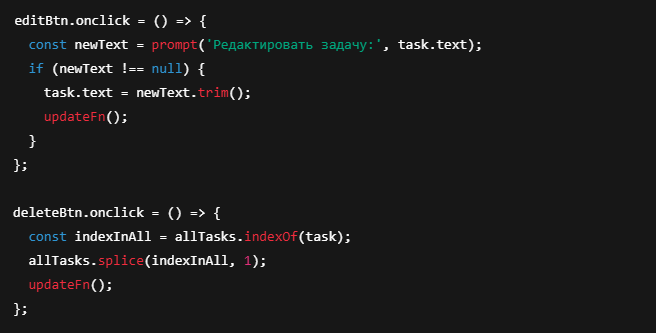 editBtn.onclick = () => {
  const newText = prompt('Редактировать задачу:', task.text);
  if (newText !== null) {
    task.text = newText.trim();
    updateFn();
  }
};

deleteBtn.onclick = () => {
  const indexInAll = allTasks.indexOf(task);
  allTasks.splice(indexInAll, 1);
  updateFn();
};